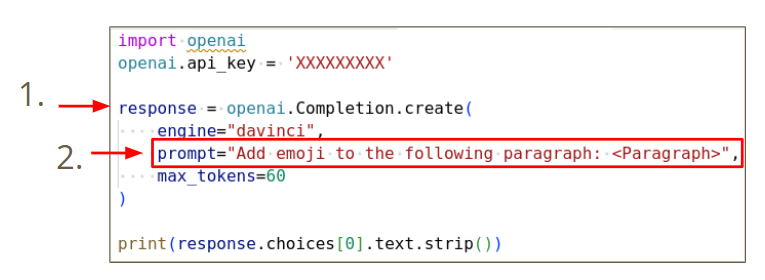 import openai
openai.api_key = 'XXXXXXXXX'
1.
response = openai.Completion.create(
engine="davinci",
2.
prompt="Add emoji to the following paragraph: <Paragraph>",
max_tokens=60
)
print(response.choices[0].text.strip())